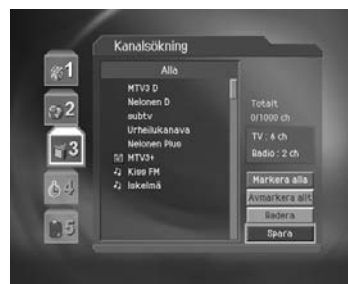 Kanalsökning
1
2
3
4
5
Alla
MTV3 D
Nelonen D
subtv
Urheilukanava
Nelonen Plus
MTV3+
Kiss FM
Iskelmä
Totalt
0/1000 ch
TV : 6 ch
Radio : 2 ch
Markera alla
Avmarkera allt
Radera
Spara